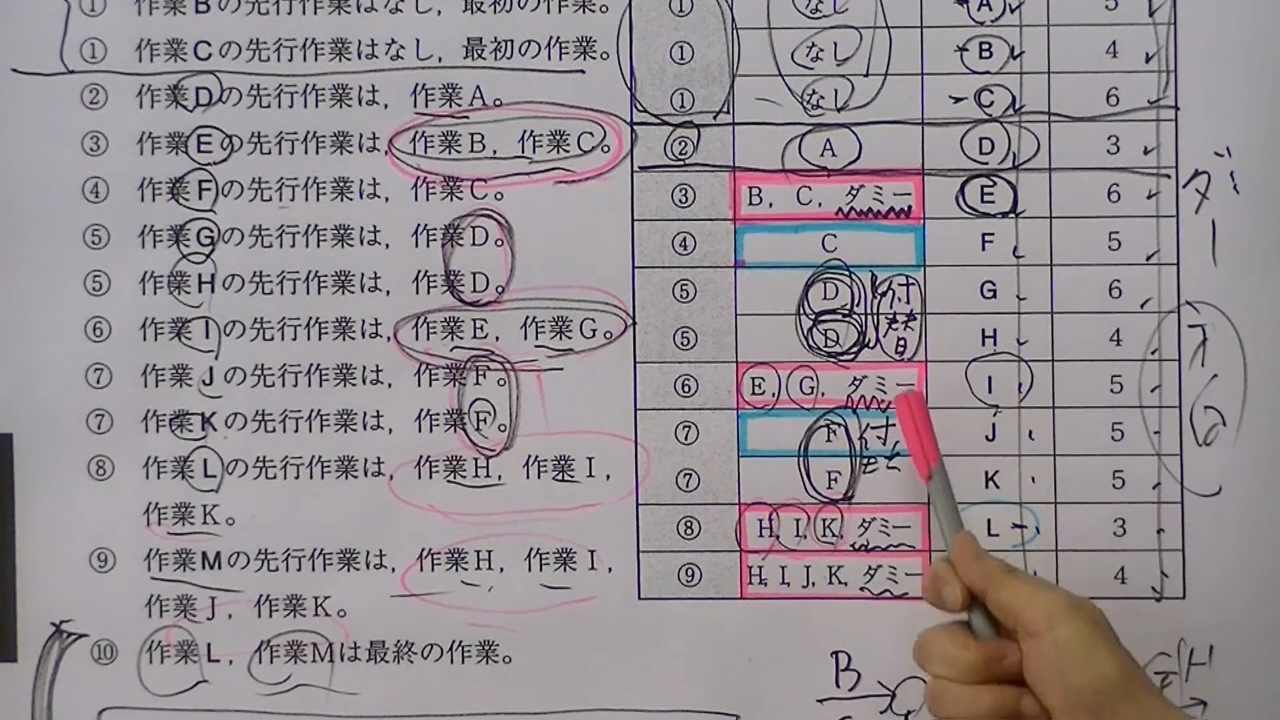 ① 作業Bの先行作業はなし，最初の作業。
① 作業Cの先行作業はなし，最初の作業。
② 作業Dの先行作業は，作業A。
③ 作業Eの先行作業は，作業B，作業C。
④ 作業Fの先行作業は，作業C。
⑤ 作業Gの先行作業は，作業D。
⑤ 作業Hの先行作業は，作業D。
⑥ 作業Iの先行作業は，作業E，作業G。
⑦ 作業Jの先行作業は，作業F。
⑦ 作業Kの先行作業は，作業F。
⑧ 作業Lの先行作業は，作業H，作業I，
作業K。
⑨ 作業Mの先行作業は，作業H，作業I，
作業J，作業K。
⑩ 作業L，作業Mは最終の作業。
① なし A 5
① なし B 4
① なし C 6
② A D 3
③ B，C，ダミー E 6
④ C F 5
⑤ D G 6
⑤ D H 4
付
⑥ E，G，ダミー I 5
⑦ F 付 J 5
⑦ F K 5
⑧ H，I，K，ダミー L 3
⑨ H，I，J，K，ダミー 4
ダミー
B
H